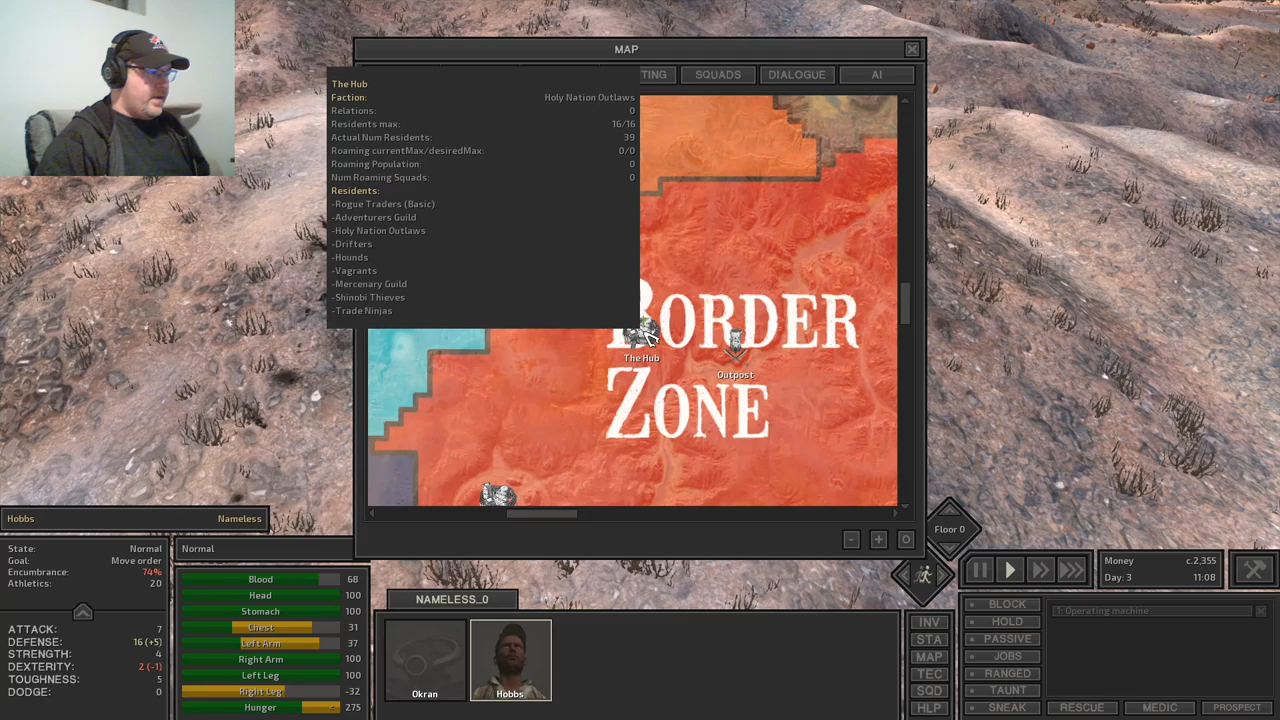 MAP
TING SQUADS DIALOGUE AI
The Hub
Faction: Holy Nation Outlaws
Relations: 0
Residents max: 16/16
Actual Num Residents: 39
Roaming currentMax/desiredMax: 0/0
Roaming Population: 0
Num Roaming Squads: 0
Residents:
-Rogue Traders (Basic)
-Adventurers Guild
-Holy Nation Outlaws
-Drifters
-Hounds
-Vagrants
-Mercenary Guild
-Shinobi Thieves
-Trade Ninjas
BORDER
ZONE
The Hub
Outpost
- + O
Floor 0
Hobbs Nameless
State: Normal
Goal: Move order
Encumbrance: 74%
Athletics: 20
ATTACK: 7
DEFENSE: 16 (+5)
STRENGTH: 4
DEXTERITY: 2 (-1)
TOUGHNESS: 5
DODGE: 0
Normal
Blood 68
Head 100
Stomach 100
Chest 31
Left Arm 37
Right Arm 100
Left Leg 100
Right Leg -32
Hunger 275
NAMELESS_0
Okran
Hobbs
INV
STA
MAP
TEC
SQD
HLP
Money c.2,355
Day: 3 11:08
BLOCK
HOLD
PASSIVE
JOBS
RANGED
TAUNT
SNEAK
1: Operating machine
RESCUE MEDIC PROSPECT